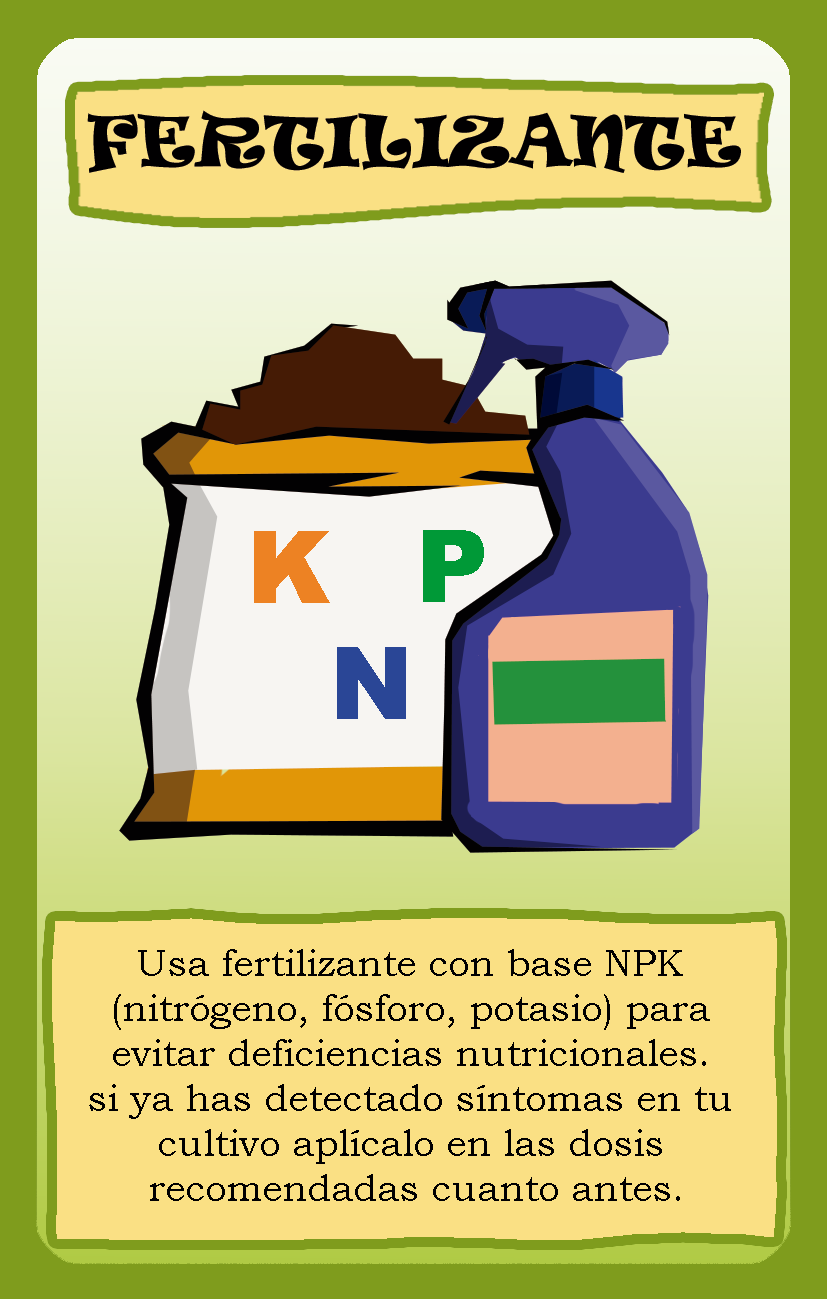 FERTILIZANTE
K P
N
Usa fertilizante con base NPK
(nitrógeno, fósforo, potasio) para
evitar deficiencias nutricionales.
si ya has detectado síntomas en tu
cultivo aplícalo en las dosis
recomendadas cuanto antes.